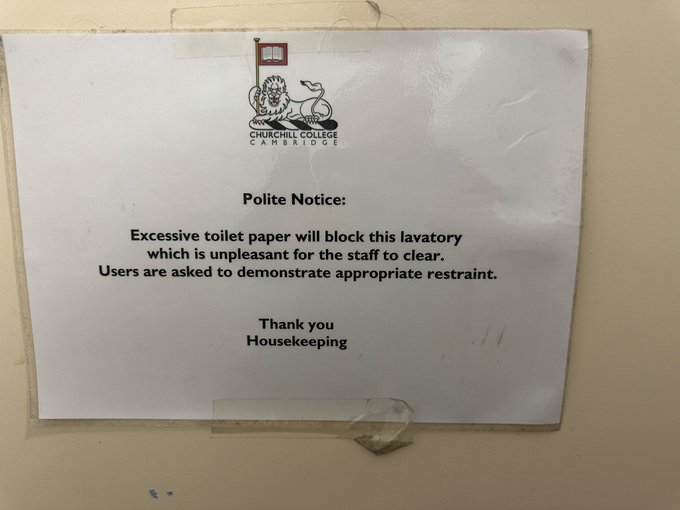 CHURCHILL COLLEGE
CAMBRIDGE
Polite Notice:
Excessive toilet paper will block this lavatory
which is unpleasant for the staff to clear.
Users are asked to demonstrate appropriate restraint.
Thank you
Housekeeping